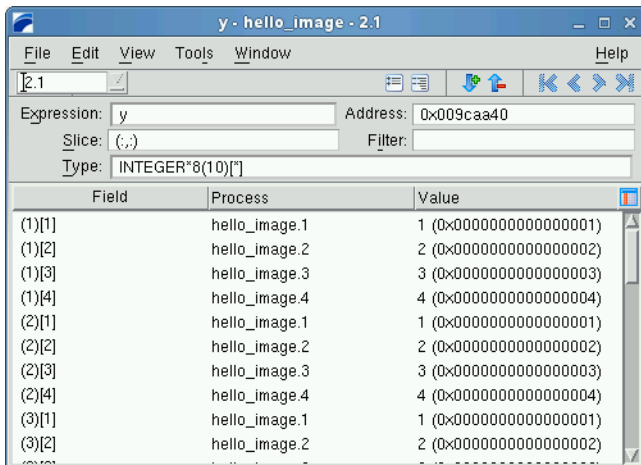 y - hello_image - 2.1
File Edit View Tools Window Help
2.1
Expression: y Address: 0x009caa40
Slice: (:,:) Filter:
Type: INTEGER*8(10)[*]
Field Process Value
(1)[1] hello_image.1 1 (0x0000000000000001)
(1)[2] hello_image.2 2 (0x0000000000000002)
(1)[3] hello_image.3 3 (0x0000000000000003)
(1)[4] hello_image.4 4 (0x0000000000000004)
(2)[1] hello_image.1 1 (0x0000000000000001)
(2)[2] hello_image.2 2 (0x0000000000000002)
(2)[3] hello_image.3 3 (0x0000000000000003)
(2)[4] hello_image.4 4 (0x0000000000000004)
(3)[1] hello_image.1 1 (0x0000000000000001)
(3)[2] hello_image.2 2 (0x0000000000000002)